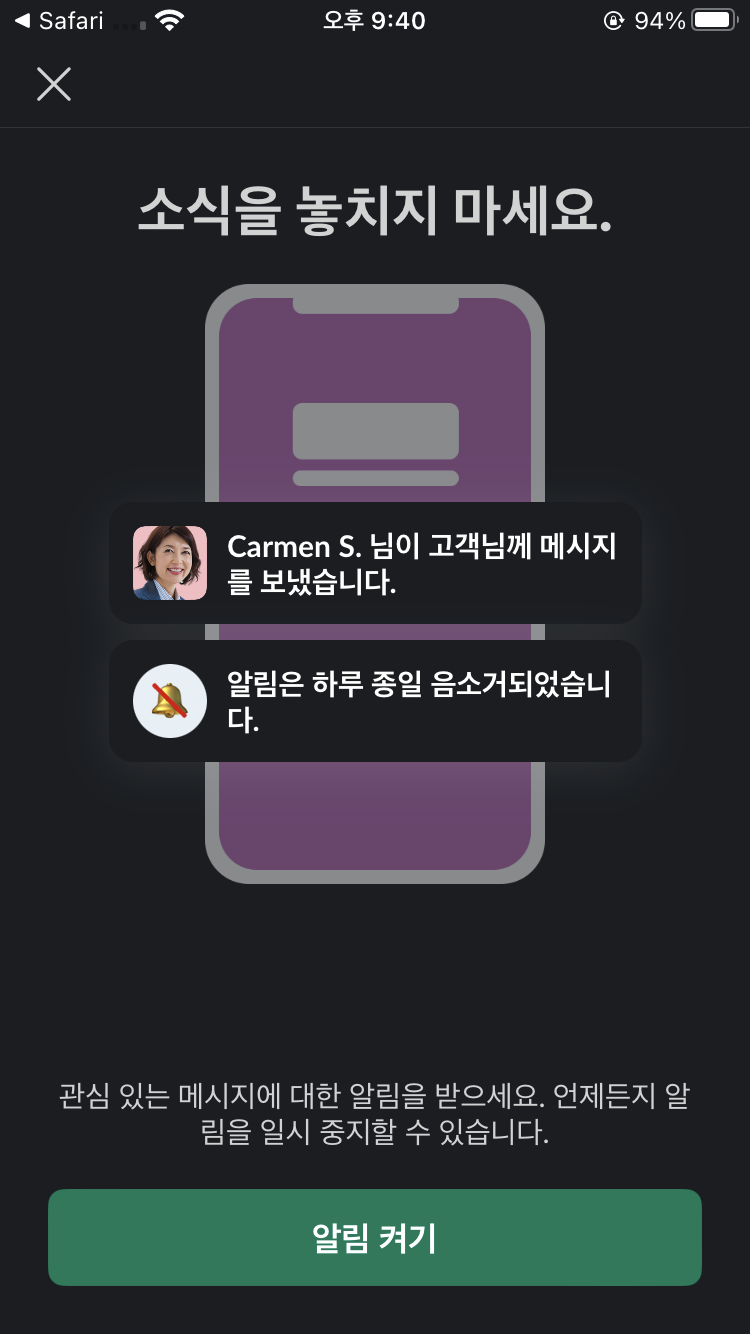 Safari
오후 9:40
94%
소식을 놓치지 마세요.
Carmen S. 님이 고객님께 메시지
를 보냈습니다.
알림은 하루 종일 음소거되었습니
다.
관심 있는 메시지에 대한 알림을 받으세요. 언제든지 알
림을 일시 중지할 수 있습니다.
알림 켜기